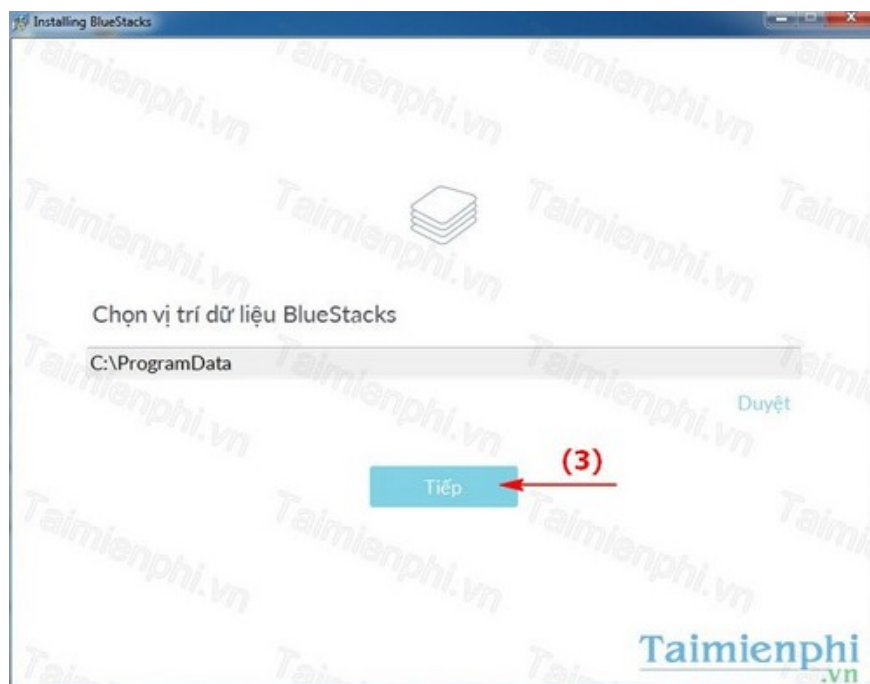 Installing BlueStacks
Chọn vị trí dữ liệu BlueStacks
C:\ProgramData
Duyệt
(3)
Tiếp
Taimienphi
.vn